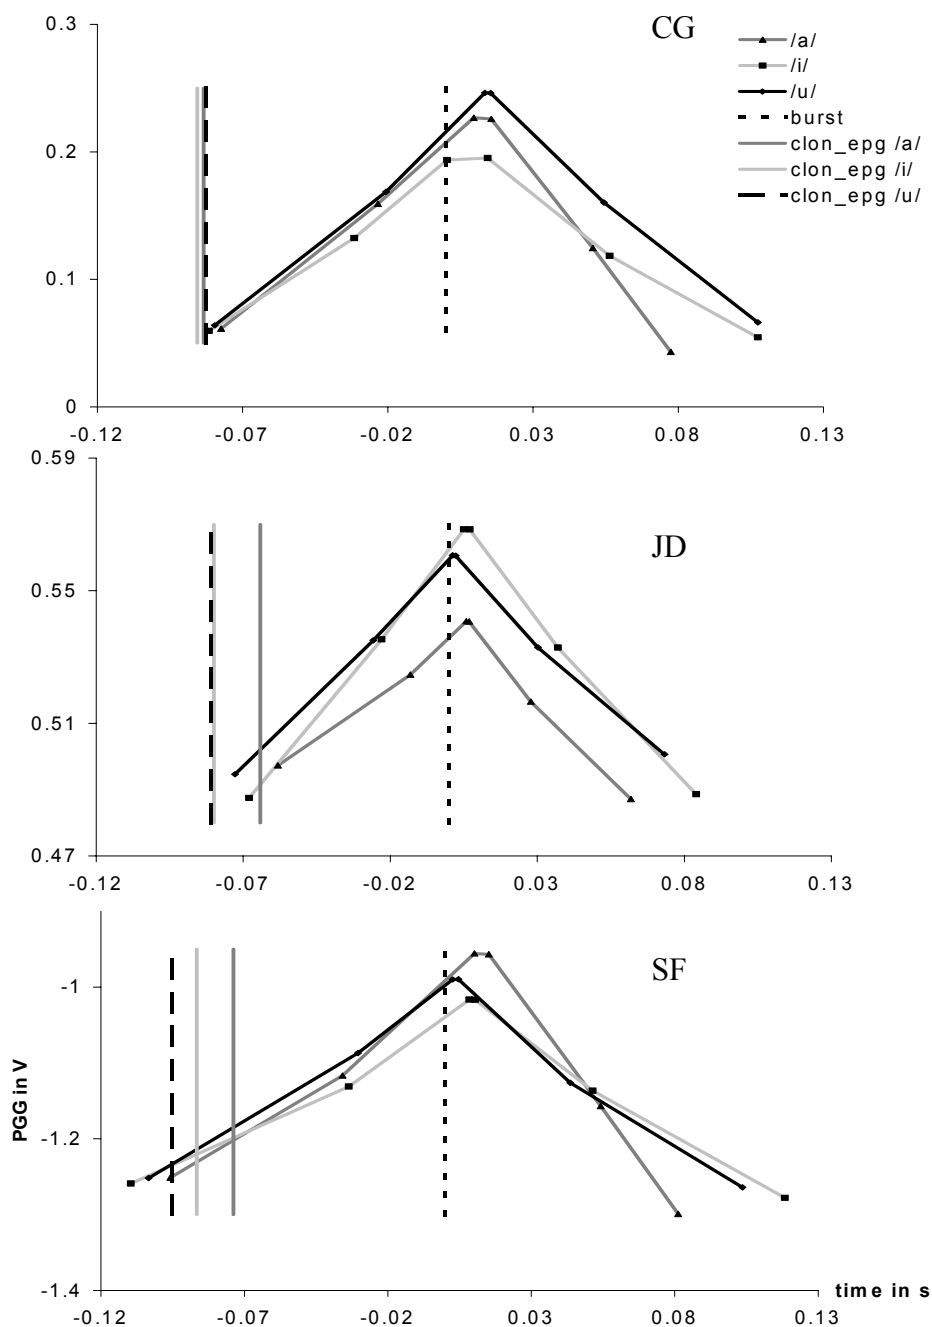 CG
0.3
/a/
/i/
/u/
burst
clon_epg /a/
clon_epg /i/
clon_epg /u/
0.2
0.1
0
-0.12 -0.07 -0.02 0.03 0.08 0.13
0.59
JD
0.55
0.51
0.47
-0.12 -0.07 -0.02 0.03 0.08 0.13
SF
-1
PGG in V
-1.2
-1.4
time in s
-0.12 -0.07 -0.02 0.03 0.08 0.13